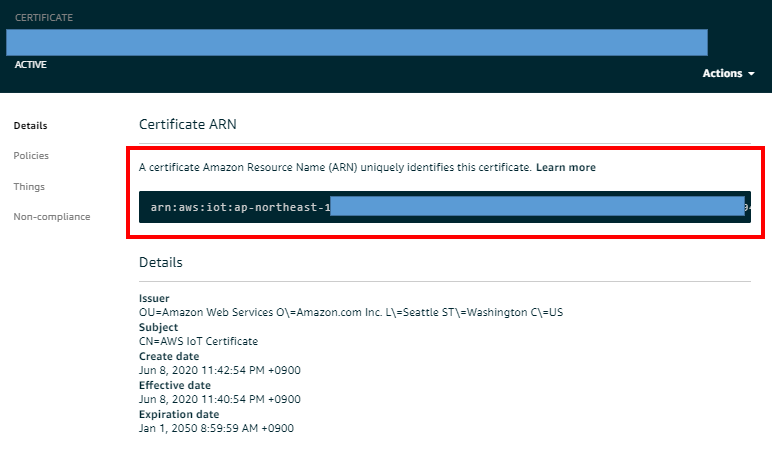 CERTIFICATE
ACTIVE
Actions
Details
Policies
Things
Non-compliance
Certificate ARN
A certificate Amazon Resource Name (ARN) uniquely identifies this certificate. Learn more
arn:aws:iot:ap-northeast-1
Details
Issuer
OU=Amazon Web Services O\=Amazon.com Inc. L\=Seattle ST\=Washington C\=US
Subject
CN=AWS IoT Certificate
Create date
Jun 8, 2020 11:42:54 PM +0900
Effective date
Jun 8, 2020 11:40:54 PM +0900
Expiration date
Jan 1, 2050 8:59:59 AM +0900